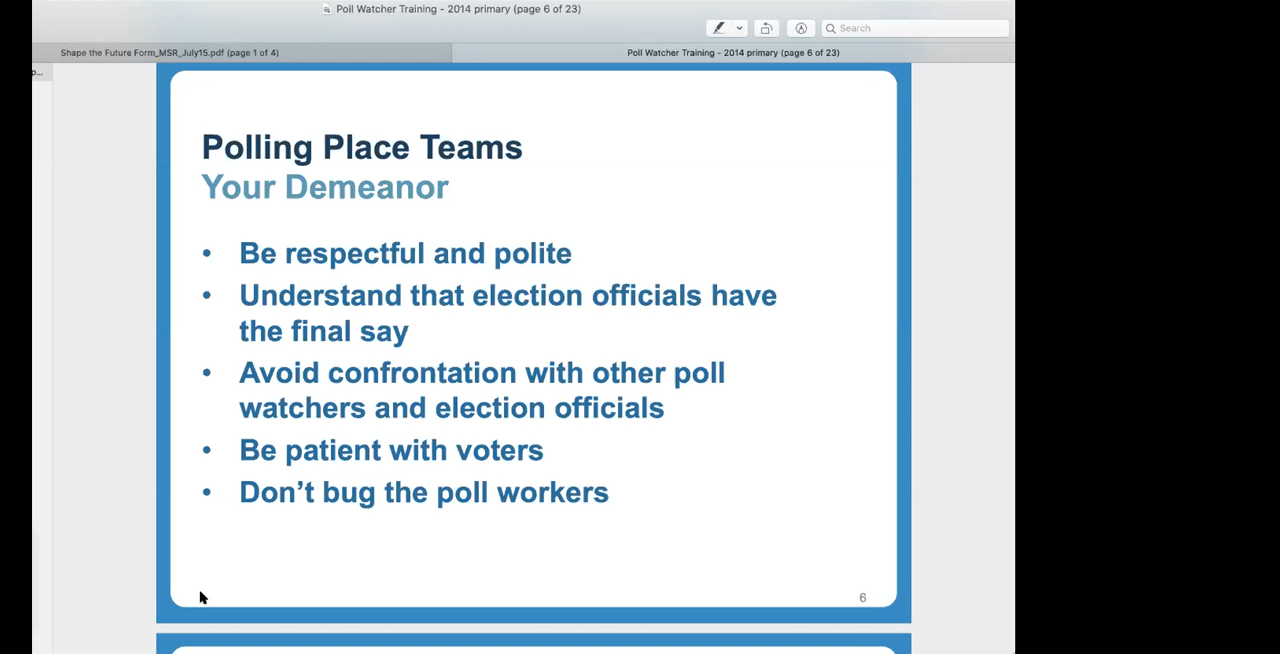 Poll Watcher Training - 2014 primary (page 6 of 23)
Search
Shape the Future Form_MSR_July15.pdf (page 1 of 4)
Poll Watcher Training - 2014 primary (page 6 of 23)
p...
Polling Place Teams
Your Demeanor
• Be respectful and polite
• Understand that election officials have
the final say
• Avoid confrontation with other poll
watchers and election officials
• Be patient with voters
• Don’t bug the poll workers
6